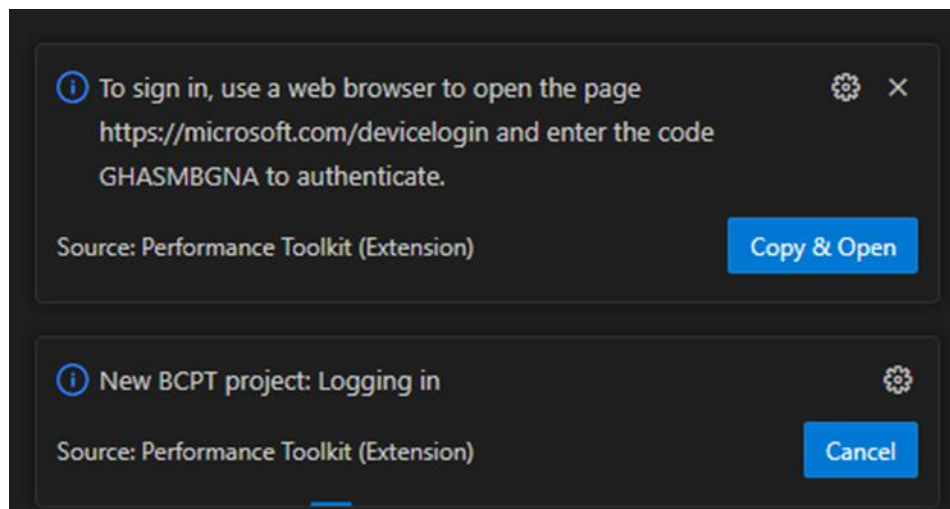 To sign in, use a web browser to open the page
https://microsoft.com/devicelogin and enter the code
GHASMBGNA to authenticate.
Source: Performance Toolkit (Extension)
Copy & Open
New BCPT project: Logging in
Source: Performance Toolkit (Extension)
Cancel